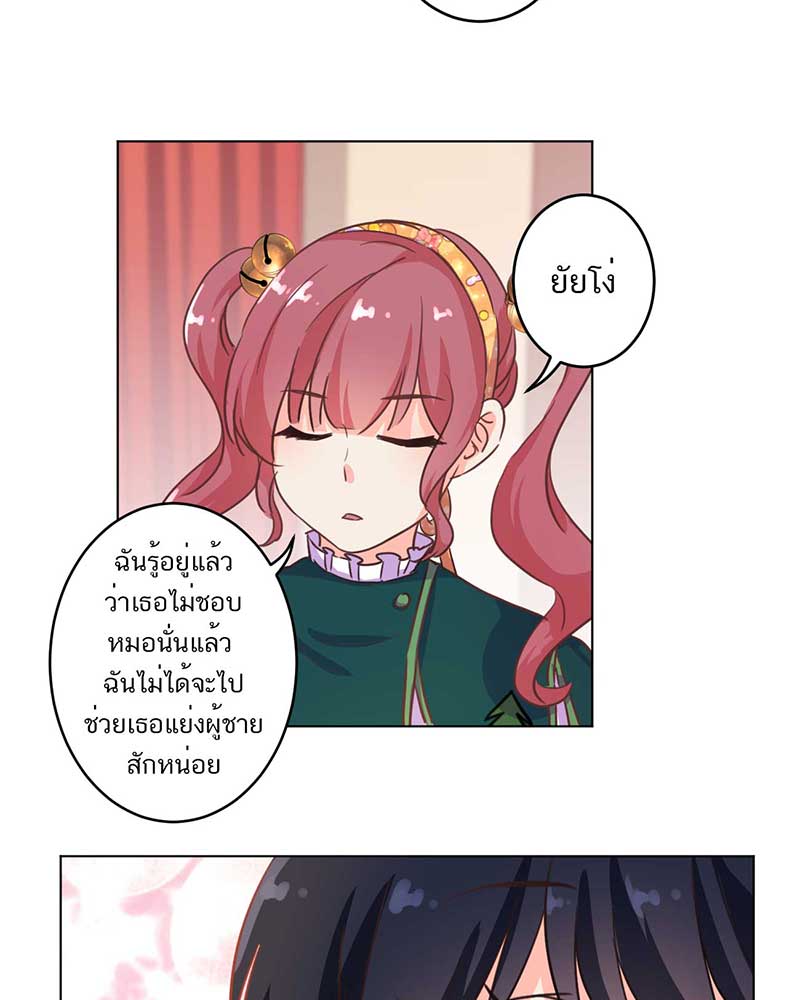 ยัยโง่
ฉันรู้อยู่แล้ว
ว่าเธอไม่ชอบ
หมอนั่นแล้ว
ฉันไม่ได้จะไป
ช่วยเธอแย่งผู้ชาย
สักหน่อย